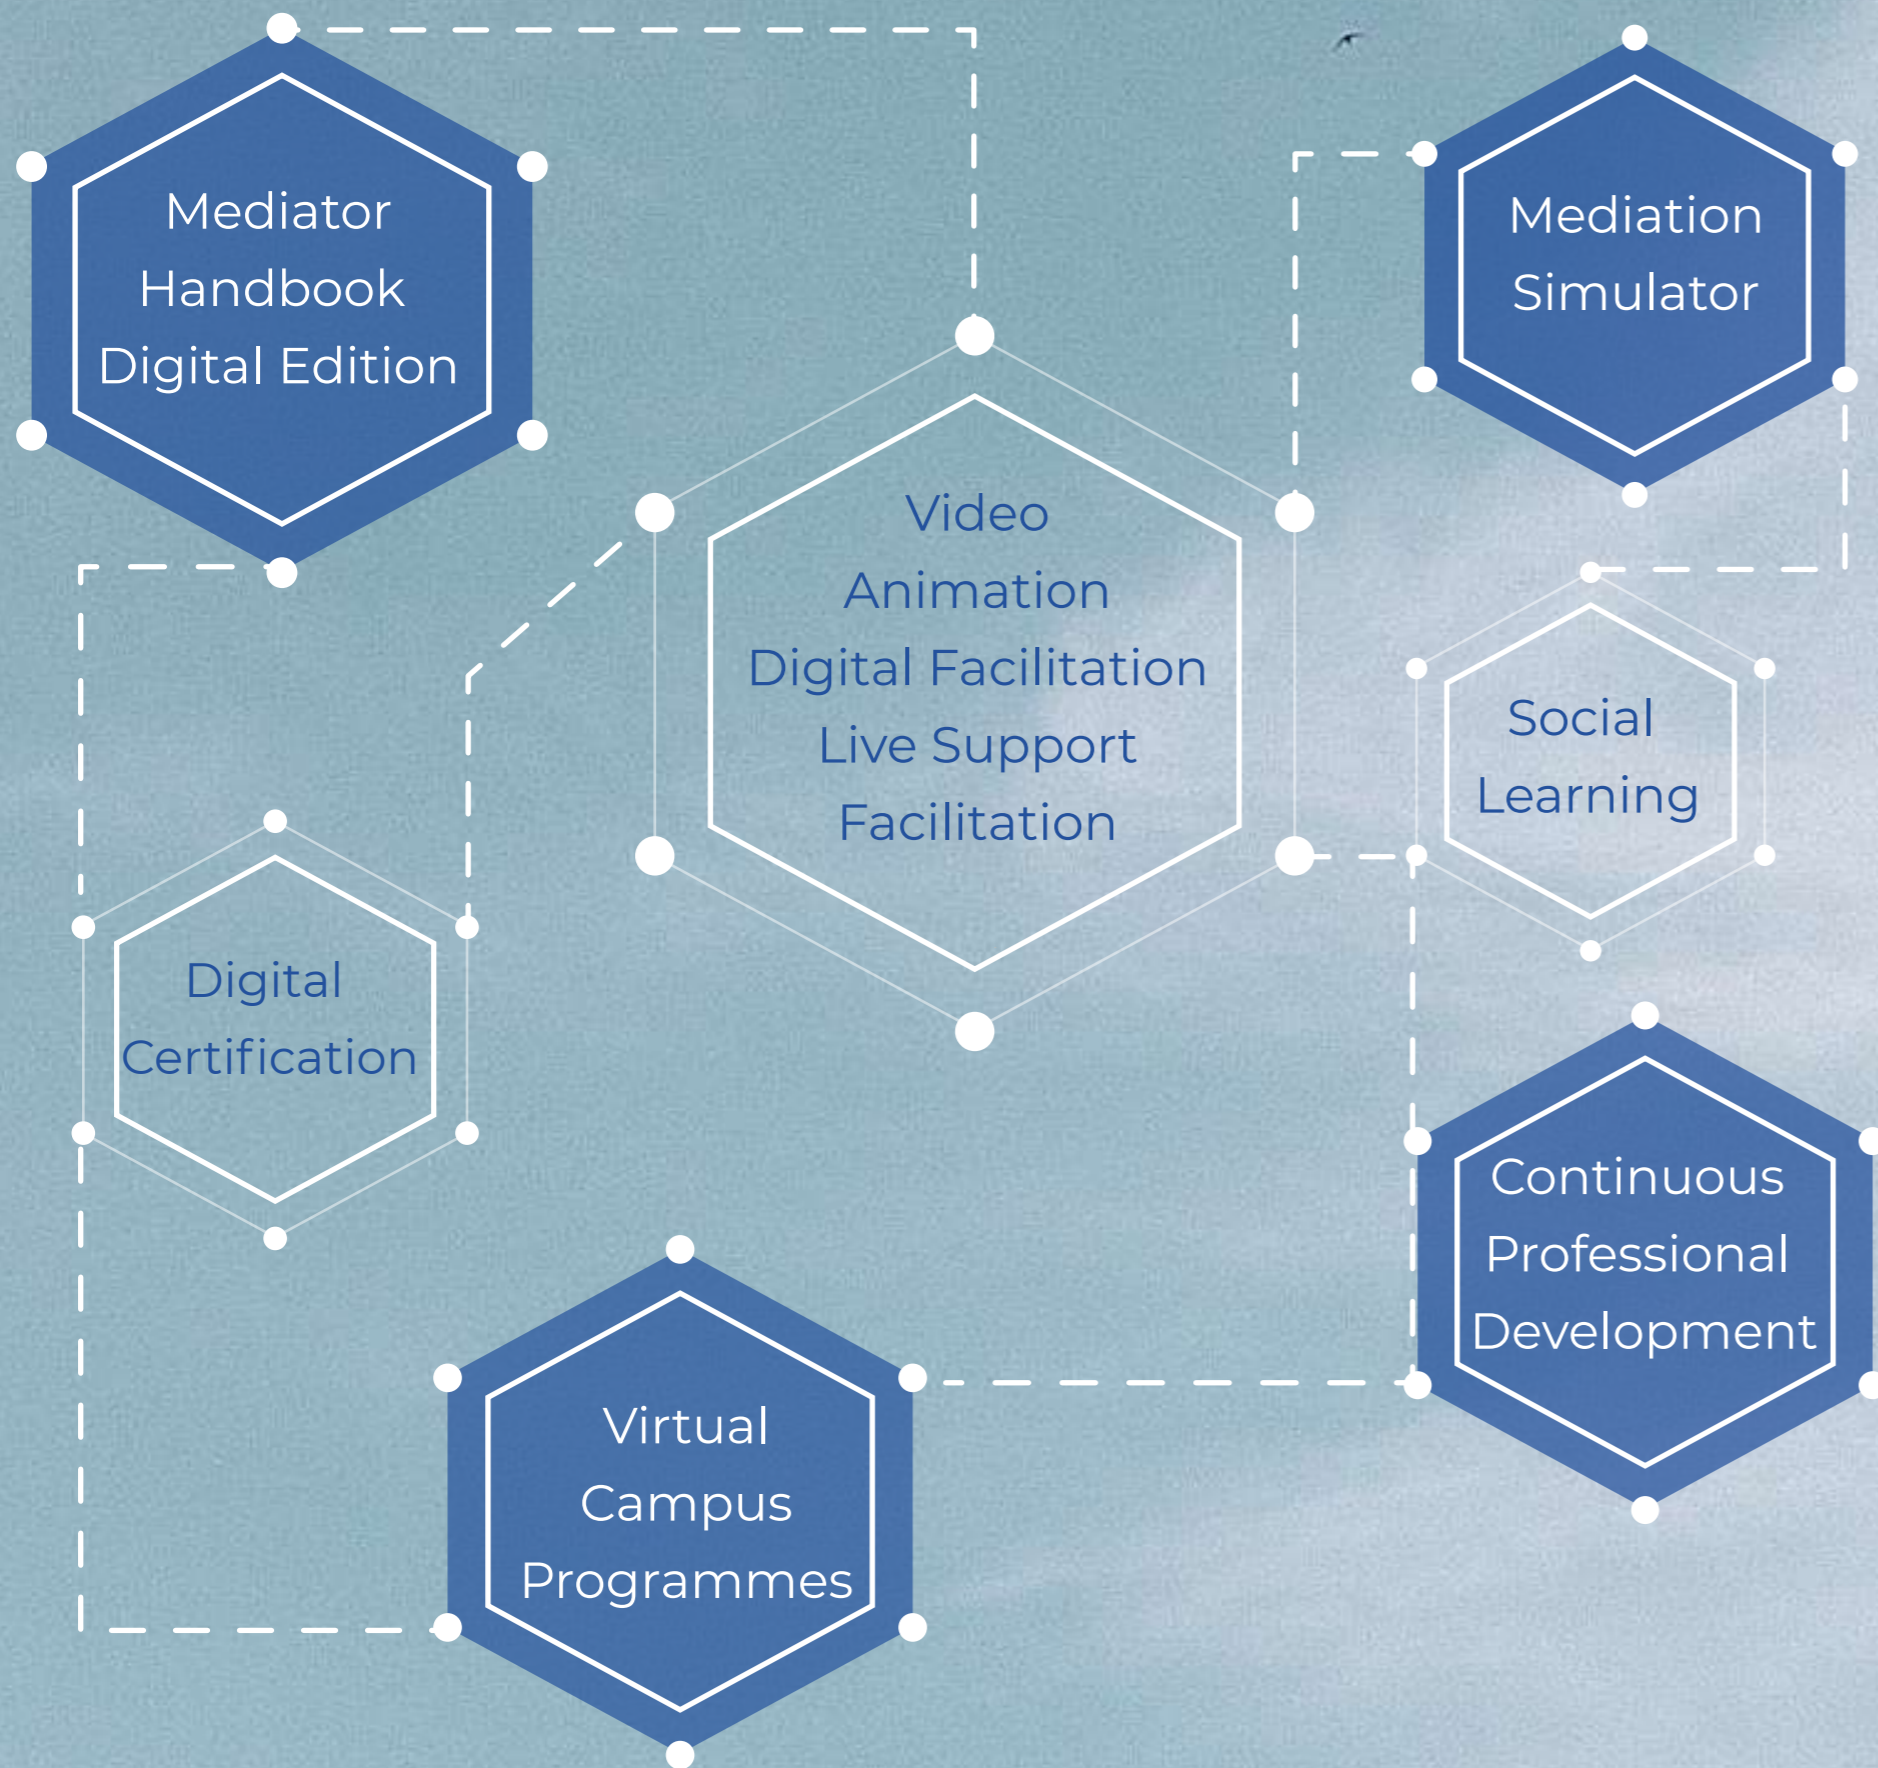 Mediator
Handbook
Digital Edition
Mediation
Simulator
Video
Animation
Digital Facilitation
Live Support
Facilitation
Social
Learning
Digital
Certification
Continuous
Professional
Development
Virtual
Campus
Programmes